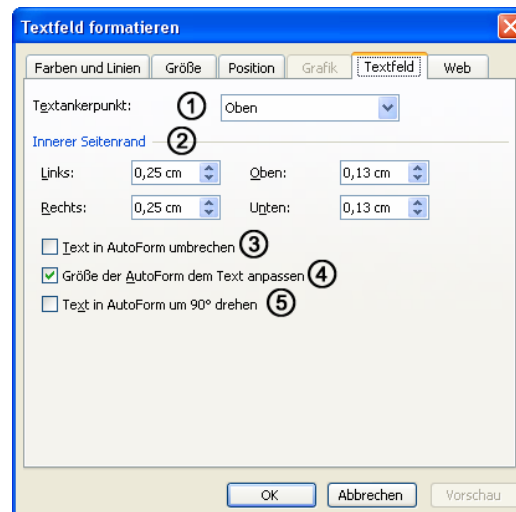 Textfeld formatieren
Farben und Linien Größe Position Grafik Textfeld Web
Textankerpunkt: 1 Oben
Innerer Seitenrand 2
Links: 0,25 cm Oben: 0,13 cm
Rechts: 0,25 cm Unten: 0,13 cm
Text in AutoForm umbrechen 3
Größe der AutoForm dem Text anpassen 4
Text in AutoForm um 90° drehen 5
OK Abbrechen Vorschau